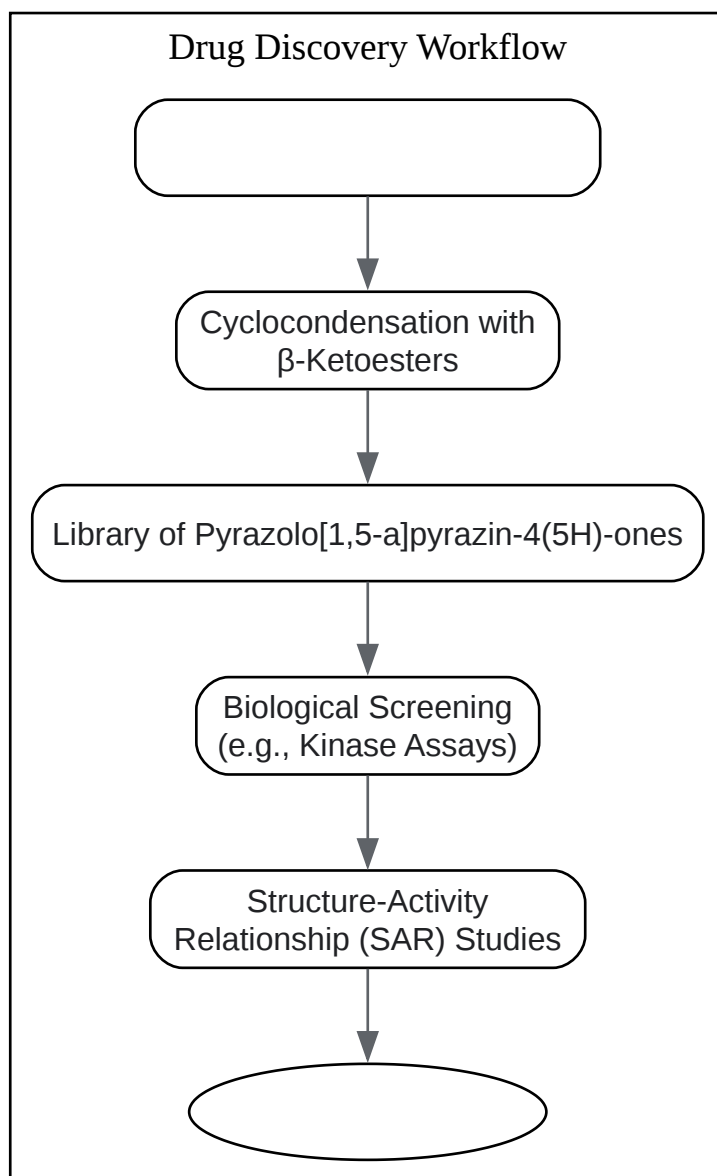 Drug Discovery Workflow
Cyclocondensation with
β-Ketoesters
Library of Pyrazolo[1,5-a]pyrazin-4(5H)-ones
Biological Screening
(e.g., Kinase Assays)
Structure-Activity
Relationship (SAR) Studies